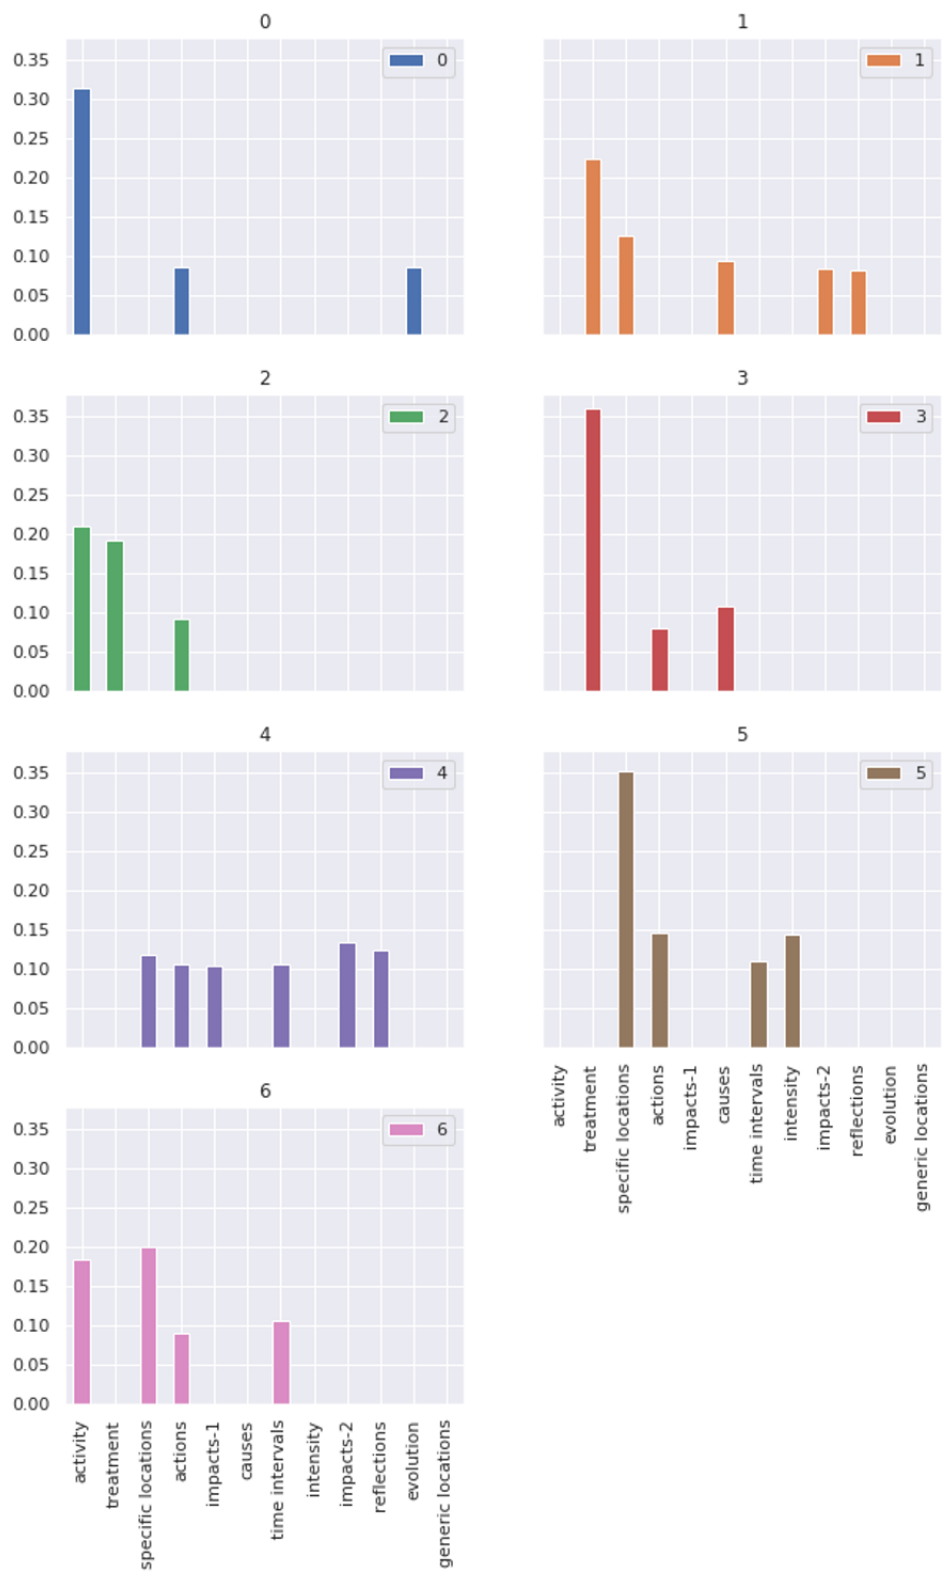 0
0
0.35
0.30
0.25
0.20
0.15
0.10
0.05
0.00
1
1
2
2
0.35
0.30
0.25
0.20
0.15
0.10
0.05
0.00
3
3
4
4
0.35
0.30
0.25
0.20
0.15
0.10
0.05
0.00
5
5
activity
treatment
specific locations
actions
impacts-1
causes
time intervals
intensity
impacts-2
reflections
evolution
generic locations
6
6
0.35
0.30
0.25
0.20
0.15
0.10
0.05
0.00
activity
treatment
specific locations
actions
impacts-1
causes
time intervals
intensity
impacts-2
reflections
evolution
generic locations